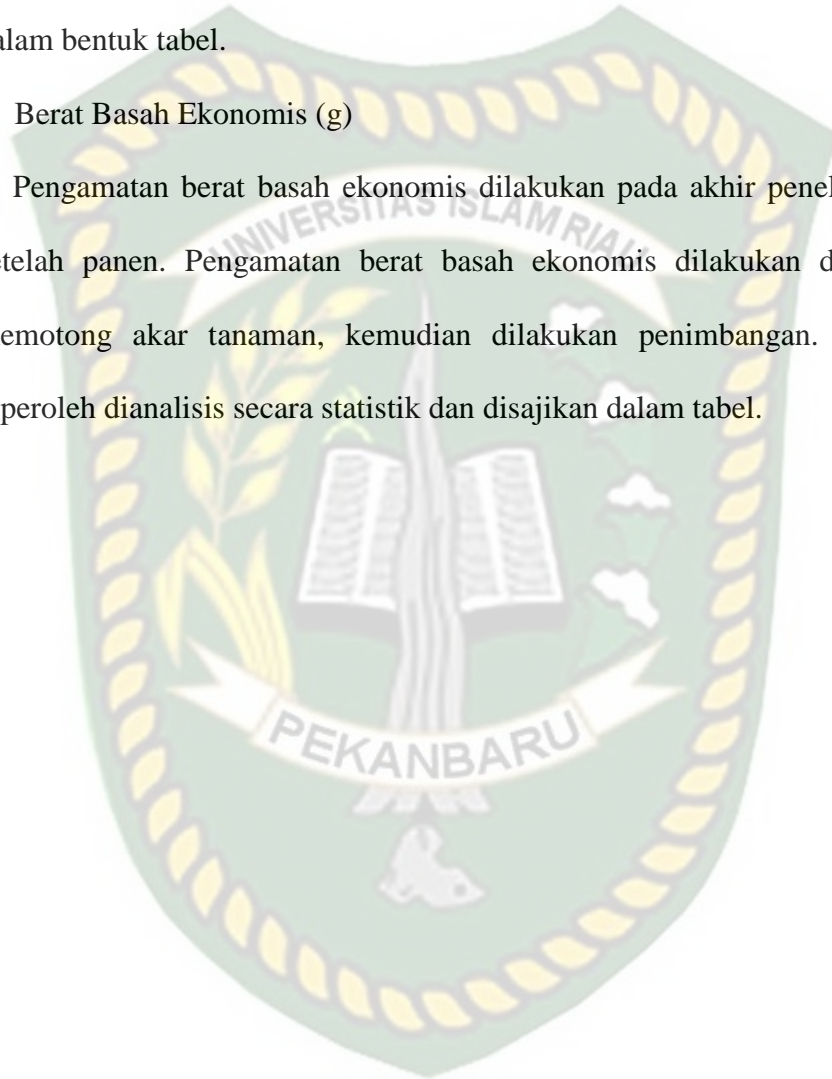 alam bentuk tabel.
Berat Basah Ekonomis (g)
Pengamatan berat basah ekonomis dilakukan pada akhir penel
UNIVERSITAS ISLAM RIAU
telah panen. Pengamatan berat basah ekonomis dilakukan d
emotong akar tanaman, kemudian dilakukan penimbangan.
peroleh dianalisis secara statistik dan disajikan dalam tabel.
PEKANBARU